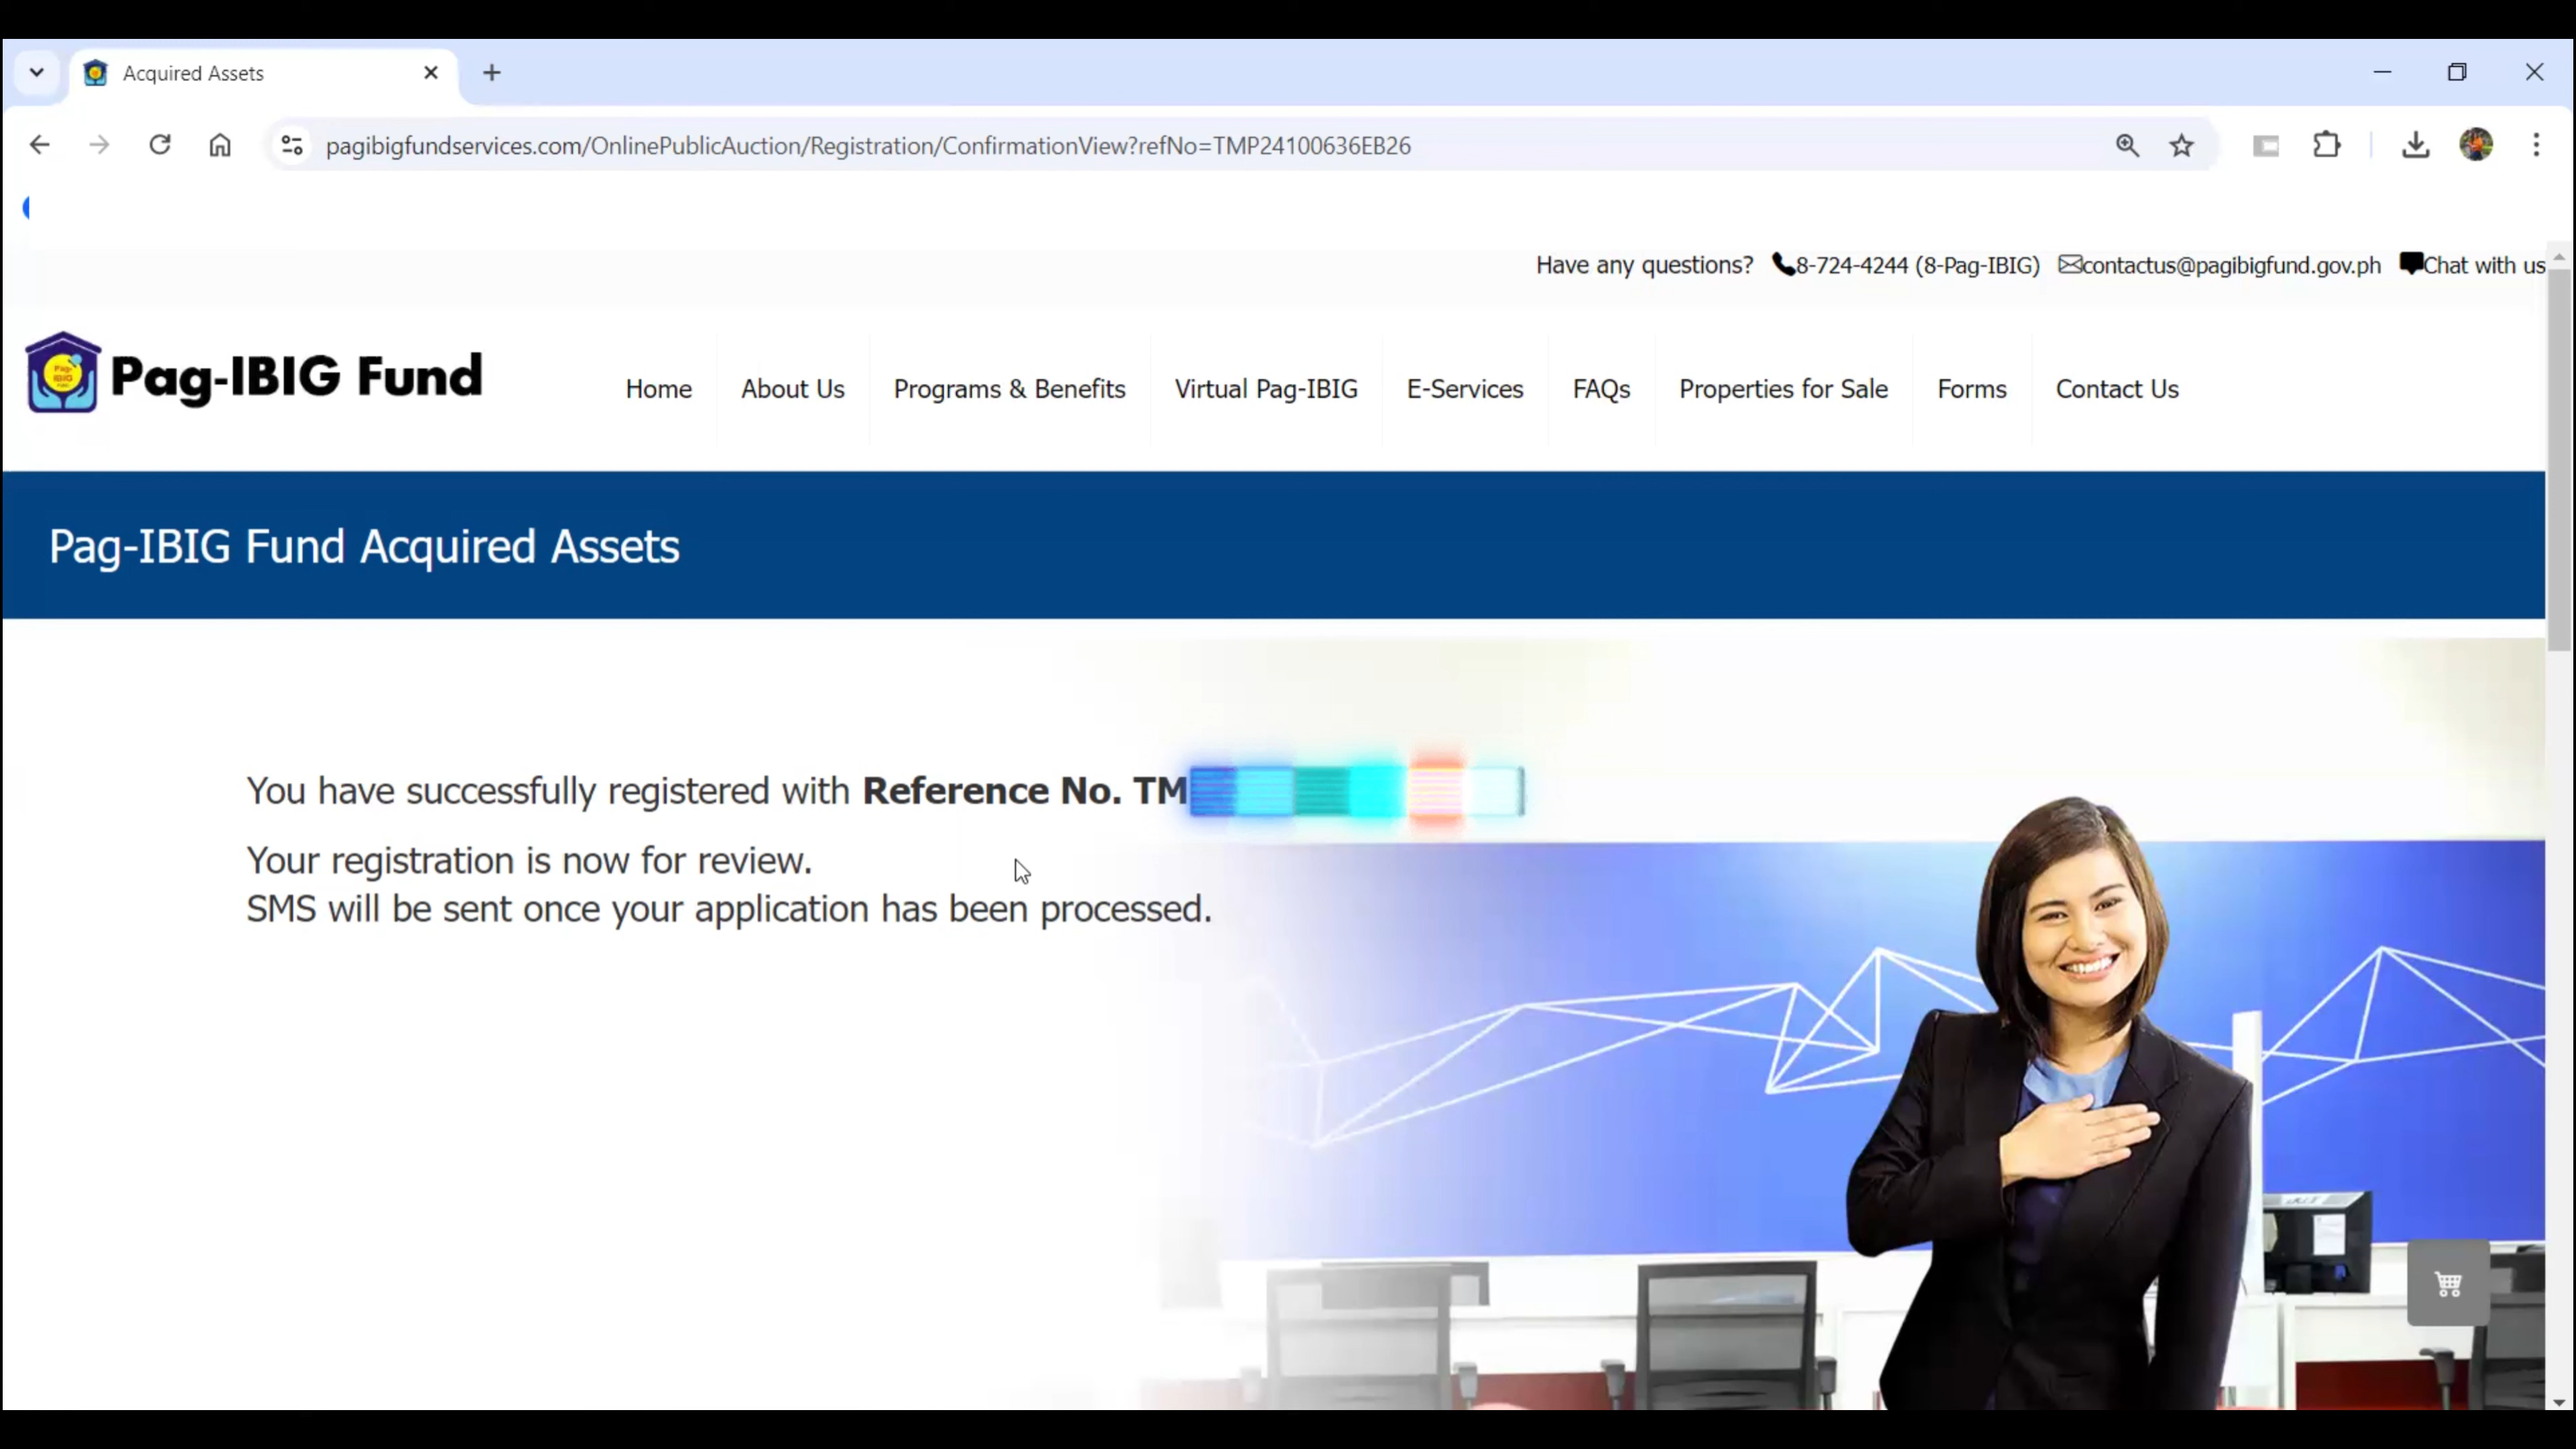 Acquired Assets
pagibigfundservices.com/OnlinePublicAuction/Registration/ConfirmationView?refNo=TMP24100636EB26
Have any questions? 8-724-4244 (8-Pag-IBIG) contactus@pagibigfund.gov.ph Chat with us
Pag-IBIG Fund
Home About Us Programs & Benefits Virtual Pag-IBIG E-Services FAQs Properties for Sale Forms Contact Us
Pag-IBIG Fund Acquired Assets
You have successfully registered with Reference No. TM
Your registration is now for review.
SMS will be sent once your application has been processed.